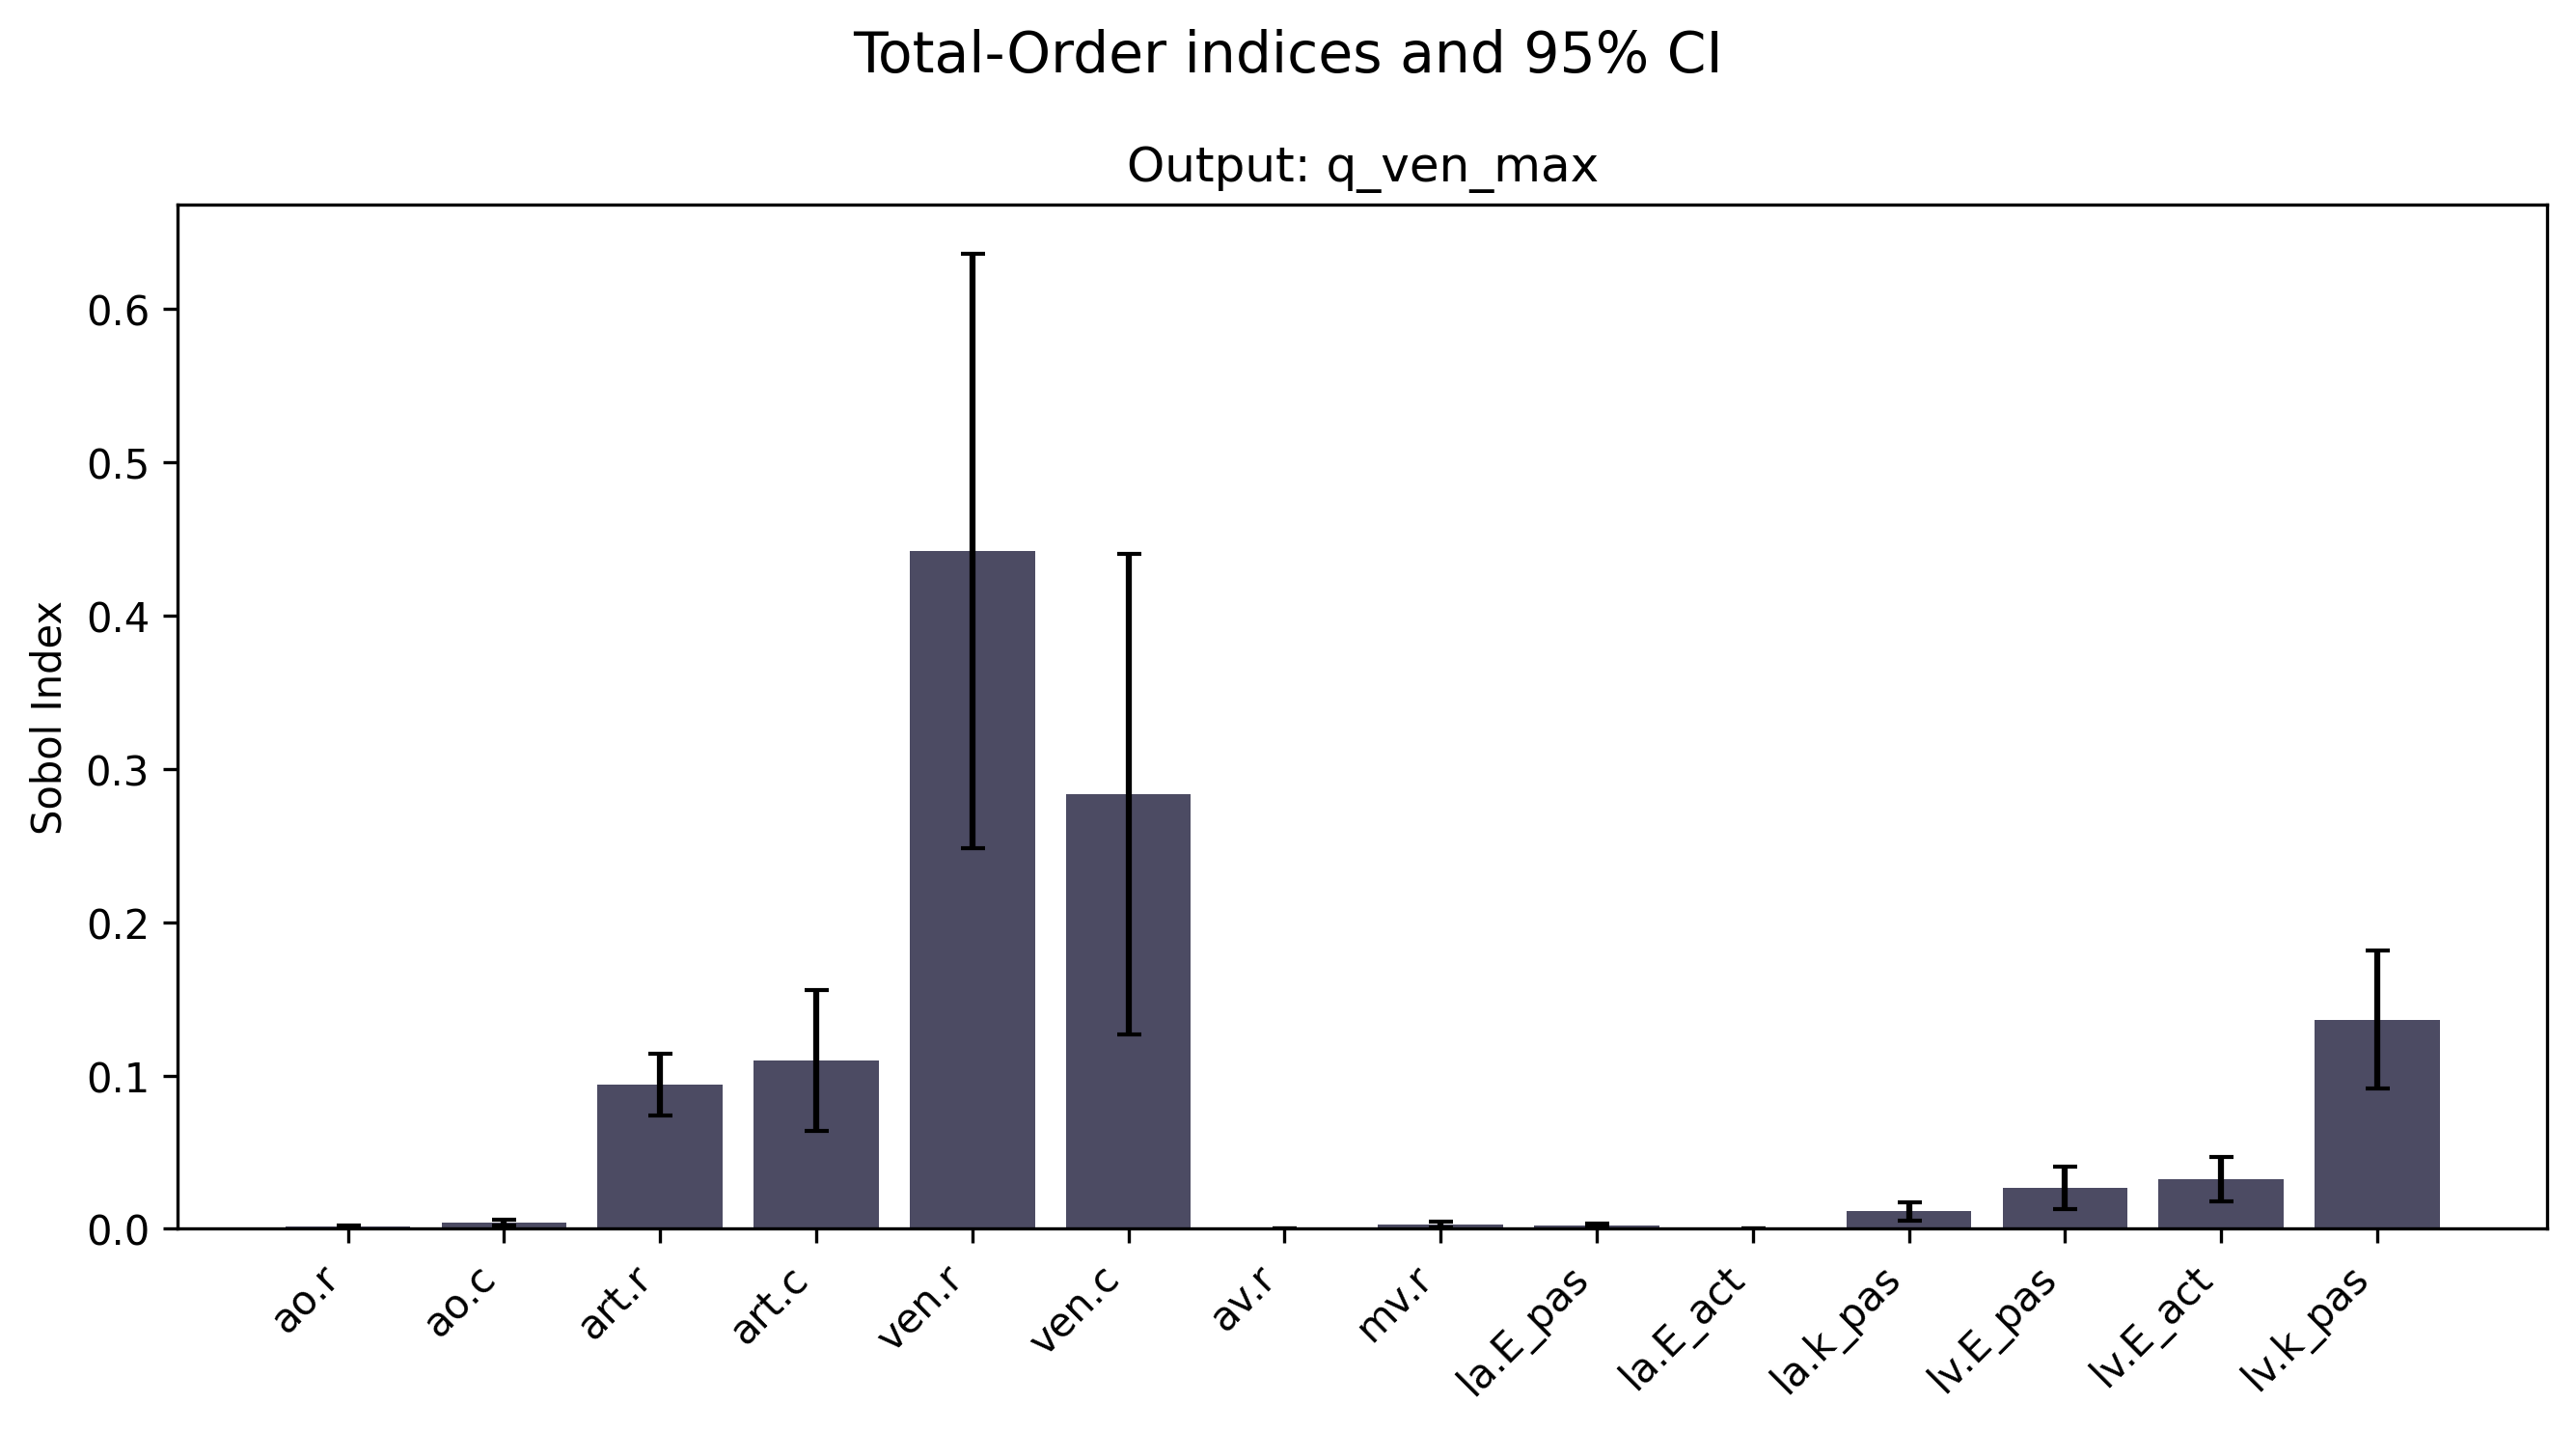 Total-Order indices and 95% CI
Output: q_ven_max
Sobol Index
0.6
0.5
0.4
0.3
0.2
0.1
0.0
ao.r
ao.c
art.r
art.c
ven.r
ven.c
av.r
mv.r
la.E_pas
la.E_act
la.k_pas
lv.E_pas
lv.E_act
lv.k_pas